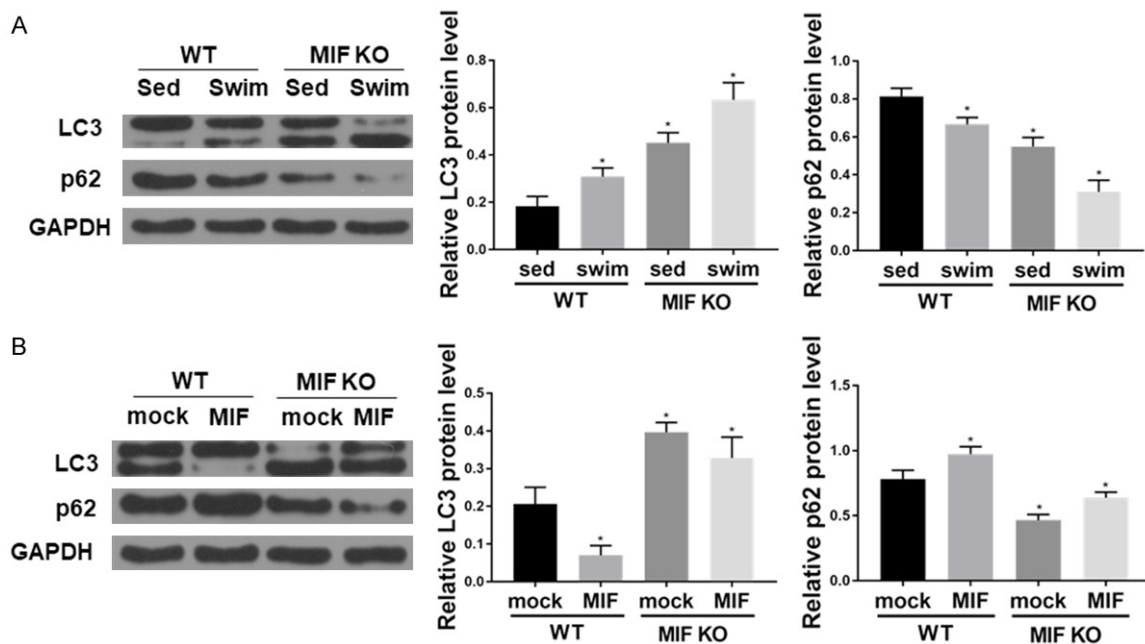 A
WT MIF KO
Sed Swim Sed Swim
LC3
p62
GAPDH
Relative LC3 protein level
0.8
0.6
0.4
0.2
0.0
* * *
sed swim sed swim
WT MIF KO
Relative p62 protein level
1.0
0.8
0.6
0.4
0.2
0.0
* * *
sed swim sed swim
WT MIF KO
B
WT MIF KO
mock MIF mock MIF
LC3
p62
GAPDH
Relative LC3 protein level
0.5
0.4
0.3
0.2
0.1
0.0
* * *
mock MIF mock MIF
WT MIF KO
Relative p62 protein level
1.5
1.0
0.5
0.0
* * *
mock MIF mock MIF
WT MIF KO